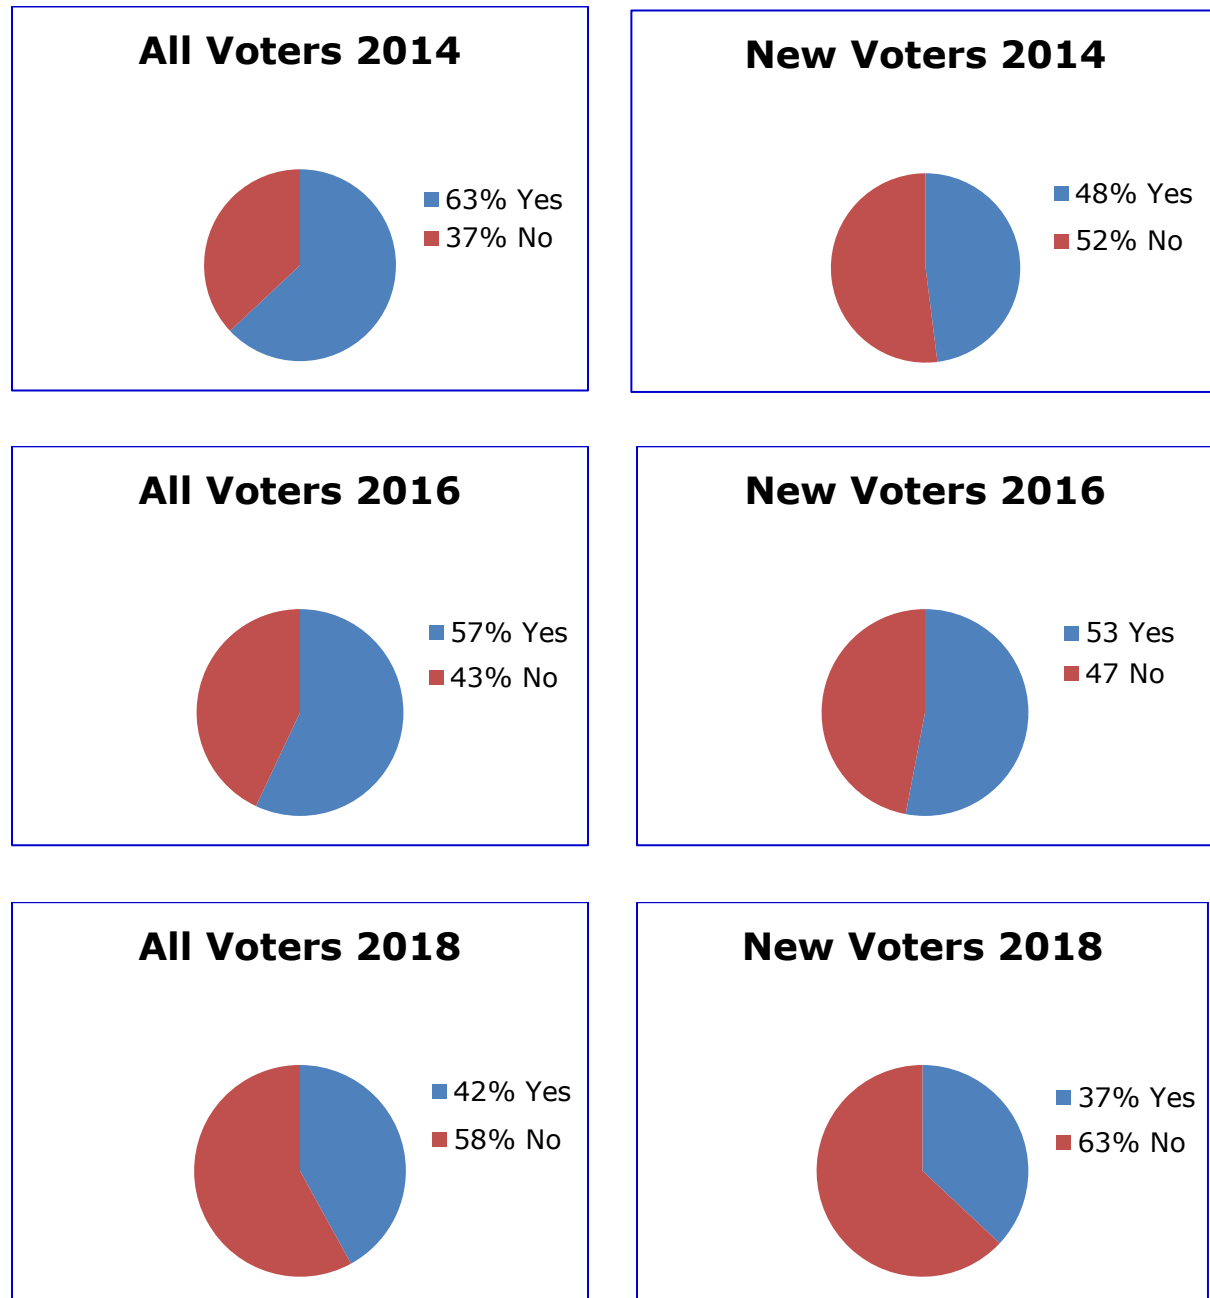 All Voters 2014
63% Yes
37% No
New Voters 2014
48% Yes
52% No
All Voters 2016
57% Yes
43% No
New Voters 2016
53 Yes
47 No
All Voters 2018
42% Yes
58% No
New Voters 2018
37% Yes
63% No